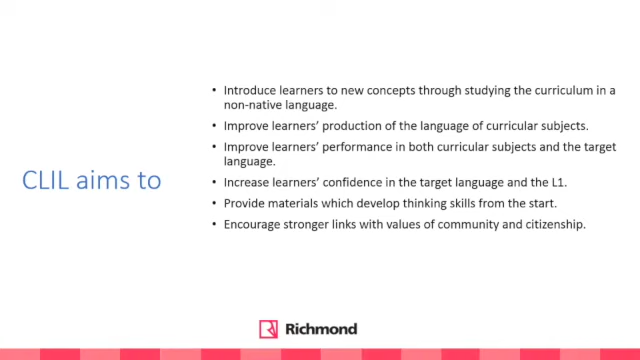 CLIL aims to
• Introduce learners to new concepts through studying the curriculum in a
non-native language.
• Improve learners’ production of the language of curricular subjects.
• Improve learners’ performance in both curricular subjects and the target
language.
• Increase learners’ confidence in the target language and the L1.
• Provide materials which develop thinking skills from the start.
• Encourage stronger links with values of community and citizenship.
Richmond